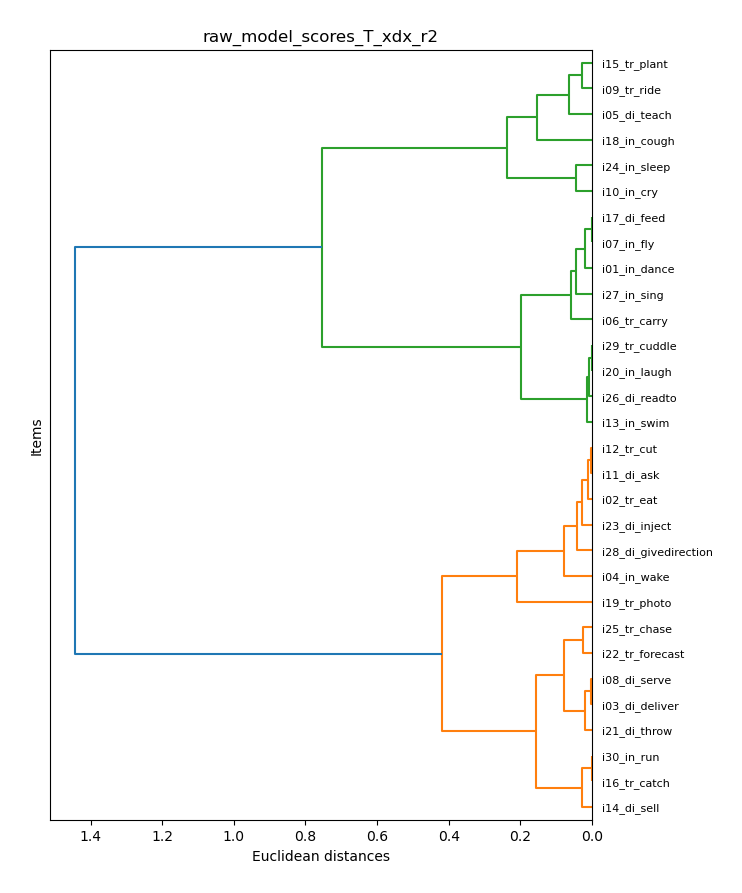 raw_model_scores_T_xdx_r2
i15_tr_plant
i09_tr_ride
i05_di_teach
i18_in_cough
i24_in_sleep
i10_in_cry
i17_di_feed
i07_in_fly
i01_in_dance
i27_in_sing
i06_tr_carry
i29_tr_cuddle
i20_in_laugh
i26_di_readto
i13_in_swim
i12_tr_cut
i11_di_ask
i02_tr_eat
i23_di_inject
i28_di_givedirection
i04_in_wake
i19_tr_photo
i25_tr_chase
i22_tr_forecast
i08_di_serve
i03_di_deliver
i21_di_throw
i30_in_run
i16_tr_catch
i14_di_sell
Items
1.4 1.2 1.0 0.8 0.6 0.4 0.2 0.0
Euclidean distances